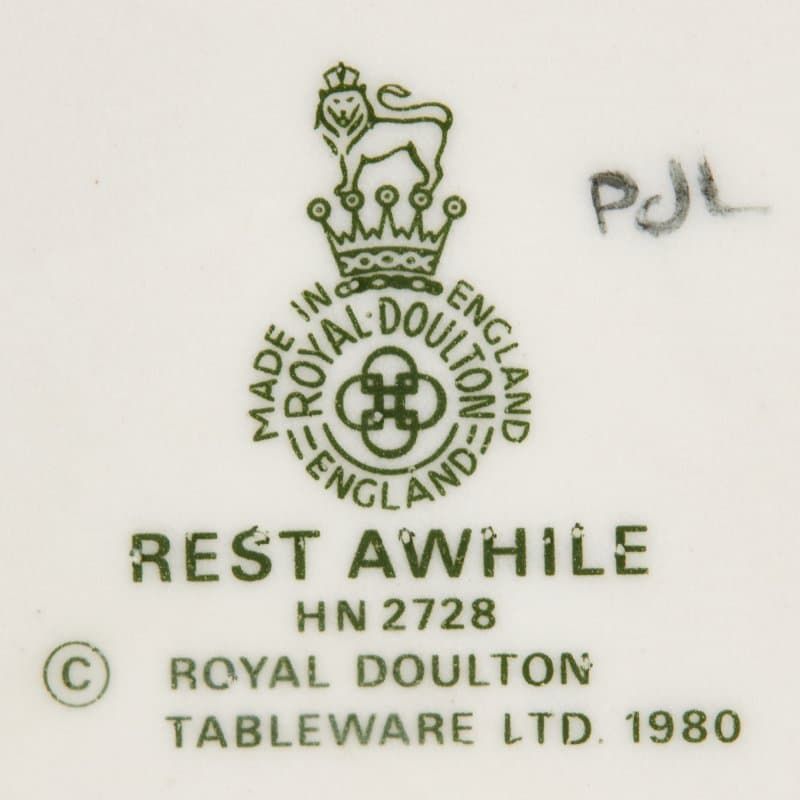 PJL
MADE IN ENGLAND
ROYAL·DOULTON
ENGLAND
REST AWHILE
HN 2728
© ROYAL DOULTON
TABLEWARE LTD. 1980